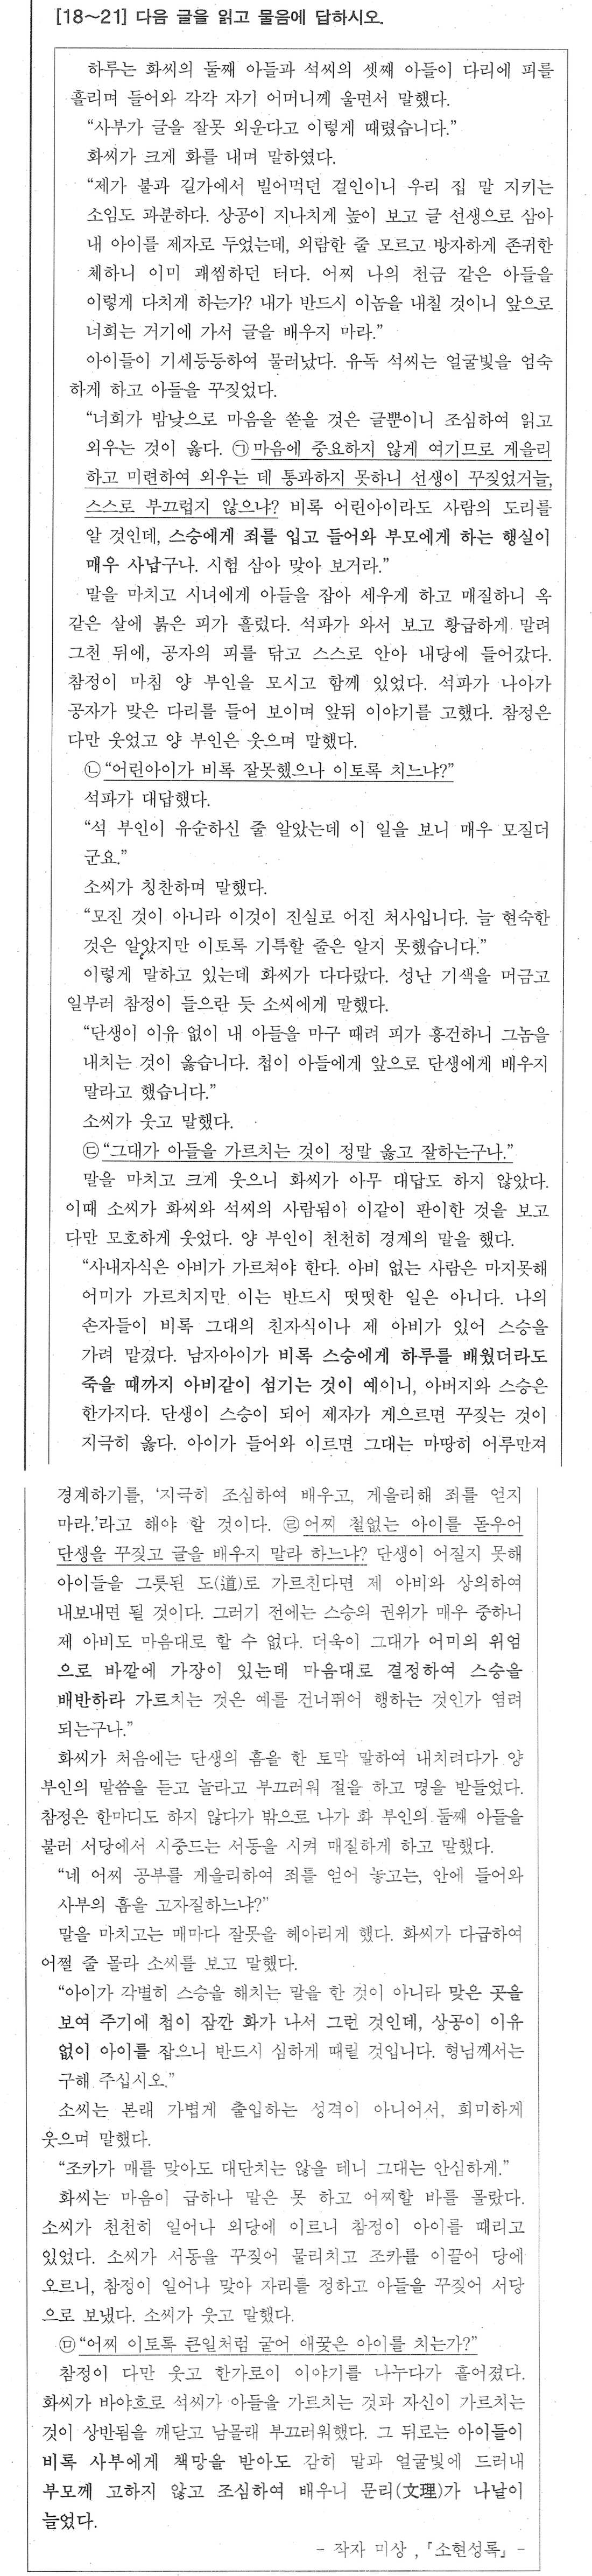 [18~21] 다음 글을 읽고 물음에 답하시오.
하루는 화씨의 둘째 아들과 석씨의 셋째 아들이 다리에 피를
흘리며 들어와 각각 자기 어머니께 울면서 말했다.
“사부가 글을 잘못 외운다고 이렇게 때렸습니다.”
화씨가 크게 화를 내며 말하였다.
“제가 불과 길가에서 빌어먹던 걸인이니 우리 집 말 지키는
소임도 과분하다. 상공이 지나치게 높이 보고 글 선생으로 삼아
내 아이를 제자로 두었는데, 외람한 줄 모르고 방자하게 존귀한
체하니 이미 괘씸하던 터다. 어찌 나의 천금 같은 아들을
이렇게 다치게 하는가? 내가 반드시 이놈을 내칠 것이니 앞으로
너희는 거기에 가서 글을 배우지 마라.”
아이들이 기세등등하여 물러났다. 유독 석씨는 얼굴빛을 엄숙
하게 하고 아들을 꾸짖었다.
“너희가 밤낮으로 마음을 쏟을 것은 글뿐이니 조심하여 읽고
외우는 것이 옳다. ㉠마음에 중요하지 않게 여기므로 게을리
하고 미련하여 외우는 데 통과하지 못하니 선생이 꾸짖었거늘,
스스로 부끄럽지 않으냐? 비록 어린아이라도 사람의 도리를
알 것인데, 스승에게 죄를 입고 들어와 부모에게 하는 행실이
매우 사납구나. 시험 삼아 맞아 보거라.”
말을 마치고 시녀에게 아들을 잡아 세우게 하고 매질하니 옥
같은 살에 붉은 피가 흘렀다. 석파가 와서 보고 황급하게 말려
그친 뒤에, 공자의 피를 닦고 스스로 안아 내당에 들어갔다.
참정이 마침 양 부인을 모시고 함께 있었다. 석파가 나아가
공자가 맞은 다리를 들어 보이며 앞뒤 이야기를 고했다. 참정은
다만 웃었고 양 부인은 웃으며 말했다.
㉡“어린아이가 비록 잘못했으나 이토록 치느냐?”
석파가 대답했다.
“석 부인이 유순하신 줄 알았는데 이 일을 보니 매우 모질더
군요.”
소씨가 칭찬하며 말했다.
“모진 것이 아니라 이것이 진실로 어진 처사입니다. 늘 현숙한
것은 알았지만 이토록 기특할 줄은 알지 못했습니다.”
이렇게 말하고 있는데 화씨가 다다랐다. 성난 기색을 머금고
일부러 참정이 들으란 듯 소씨에게 말했다.
“단생이 이유 없이 내 아들을 마구 때려 피가 흥건하니 그놈을
내치는 것이 옳습니다. 첩이 아들에게 앞으로 단생에게 배우지
말라고 했습니다.”
소씨가 웃고 말했다.
㉢“그대가 아들을 가르치는 것이 정말 옳고 잘하는구나.”
말을 마치고 크게 웃으니 화씨가 아무 대답도 하지 않았다.
이때 소씨가 화씨와 석씨의 사람됨이 이같이 판이한 것을 보고
다만 모호하게 웃었다. 양 부인이 천천히 경계의 말을 했다.
“사내자식은 아비가 가르쳐야 한다. 아비 없는 사람은 마지못해
어미가 가르치지만 이는 반드시 떳떳한 일은 아니다. 나의
손자들이 비록 그대의 친자식이나 제 아비가 있어 스승을
가려 맡겼다. 남자아이가 비록 스승에게 하루를 배웠더라도
죽을 때까지 아비같이 섬기는 것이 예이니, 아버지와 스승은
한가지다. 단생이 스승이 되어 제자가 게으르면 꾸짖는 것이
지극히 옳다. 아이가 들어와 이르면 그대는 마땅히 어루만져
경계하기를, ‘지극히 조심하여 배우고, 게을리해 죄를 얻지
마라.’라고 해야 할 것이다. ㉣어찌 철없는 아이를 돋우어
단생을 꾸짖고 글을 배우지 말라 하느냐? 단생이 어질지 못해
아이들을 그릇된 도(道)로 가르친다면 제 아비와 상의하여
내보내면 될 것이다. 그러기 전에는 스승의 권위가 매우 중하니
제 아비도 마음대로 할 수 없다. 더욱이 그대가 어미의 위엄
으로 바깥에 가장이 있는데 마음대로 결정하여 스승을
배반하라 가르치는 것은 예를 건너뛰어 행하는 것인가 염려
되는구나.”
화씨가 처음에는 단생의 흠을 한 토막 말하여 내치려다가 양
부인의 말씀을 듣고 놀라고 부끄러워 절을 하고 명을 받들었다.
참정은 한마디도 하지 않다가 밖으로 나가 화 부인의 둘째 아들을
불러 서당에서 시중드는 서동을 시켜 매질하게 하고 말했다.
“네 어찌 공부를 게을리하여 죄를 얻어 놓고는, 안에 들어와
사부의 흠을 고자질하느냐?”
말을 마치고는 매마다 잘못을 헤아리게 했다. 화씨가 다급하여
어쩔 줄 몰라 소씨를 보고 말했다.
“아이가 각별히 스승을 해치는 말을 한 것이 아니라 맞은 곳을
보여 주기에 첩이 잠깐 화가 나서 그런 것인데, 상공이 이유
없이 아이를 잡으니 반드시 심하게 때릴 것입니다. 형님께서는
구해 주십시오.”
소씨는 본래 가볍게 출입하는 성격이 아니어서, 희미하게
웃으며 말했다.
“조카가 매를 맞아도 대단치는 않을 테니 그대는 안심하게.”
화씨는 마음이 급하나 말은 못 하고 어찌할 바를 몰랐다.
소씨가 천천히 일어나 외당에 이르니 참정이 아이를 때리고
있었다. 소씨가 서동을 꾸짖어 물리치고 조카를 이끌어 당에
오르니, 참정이 일어나 맞아 자리를 정하고 아들을 꾸짖어 서당
으로 보냈다. 소씨가 웃고 말했다.
㉤“어찌 이토록 큰일처럼 굴어 애꿎은 아이를 치는가?”
참정이 다만 웃고 한가로이 이야기를 나누다가 흩어졌다.
화씨가 바야흐로 석씨가 아들을 가르치는 것과 자신이 가르치는
것이 상반됨을 깨닫고 남몰래 부끄러워했다. 그 뒤로는 아이들이
비록 사부에게 책망을 받아도 감히 말과 얼굴빛에 드러내
부모께 고하지 않고 조심하여 배우니 문리(文理)가 나날이
늘었다.
- 작자 미상, 「소현성록」 -